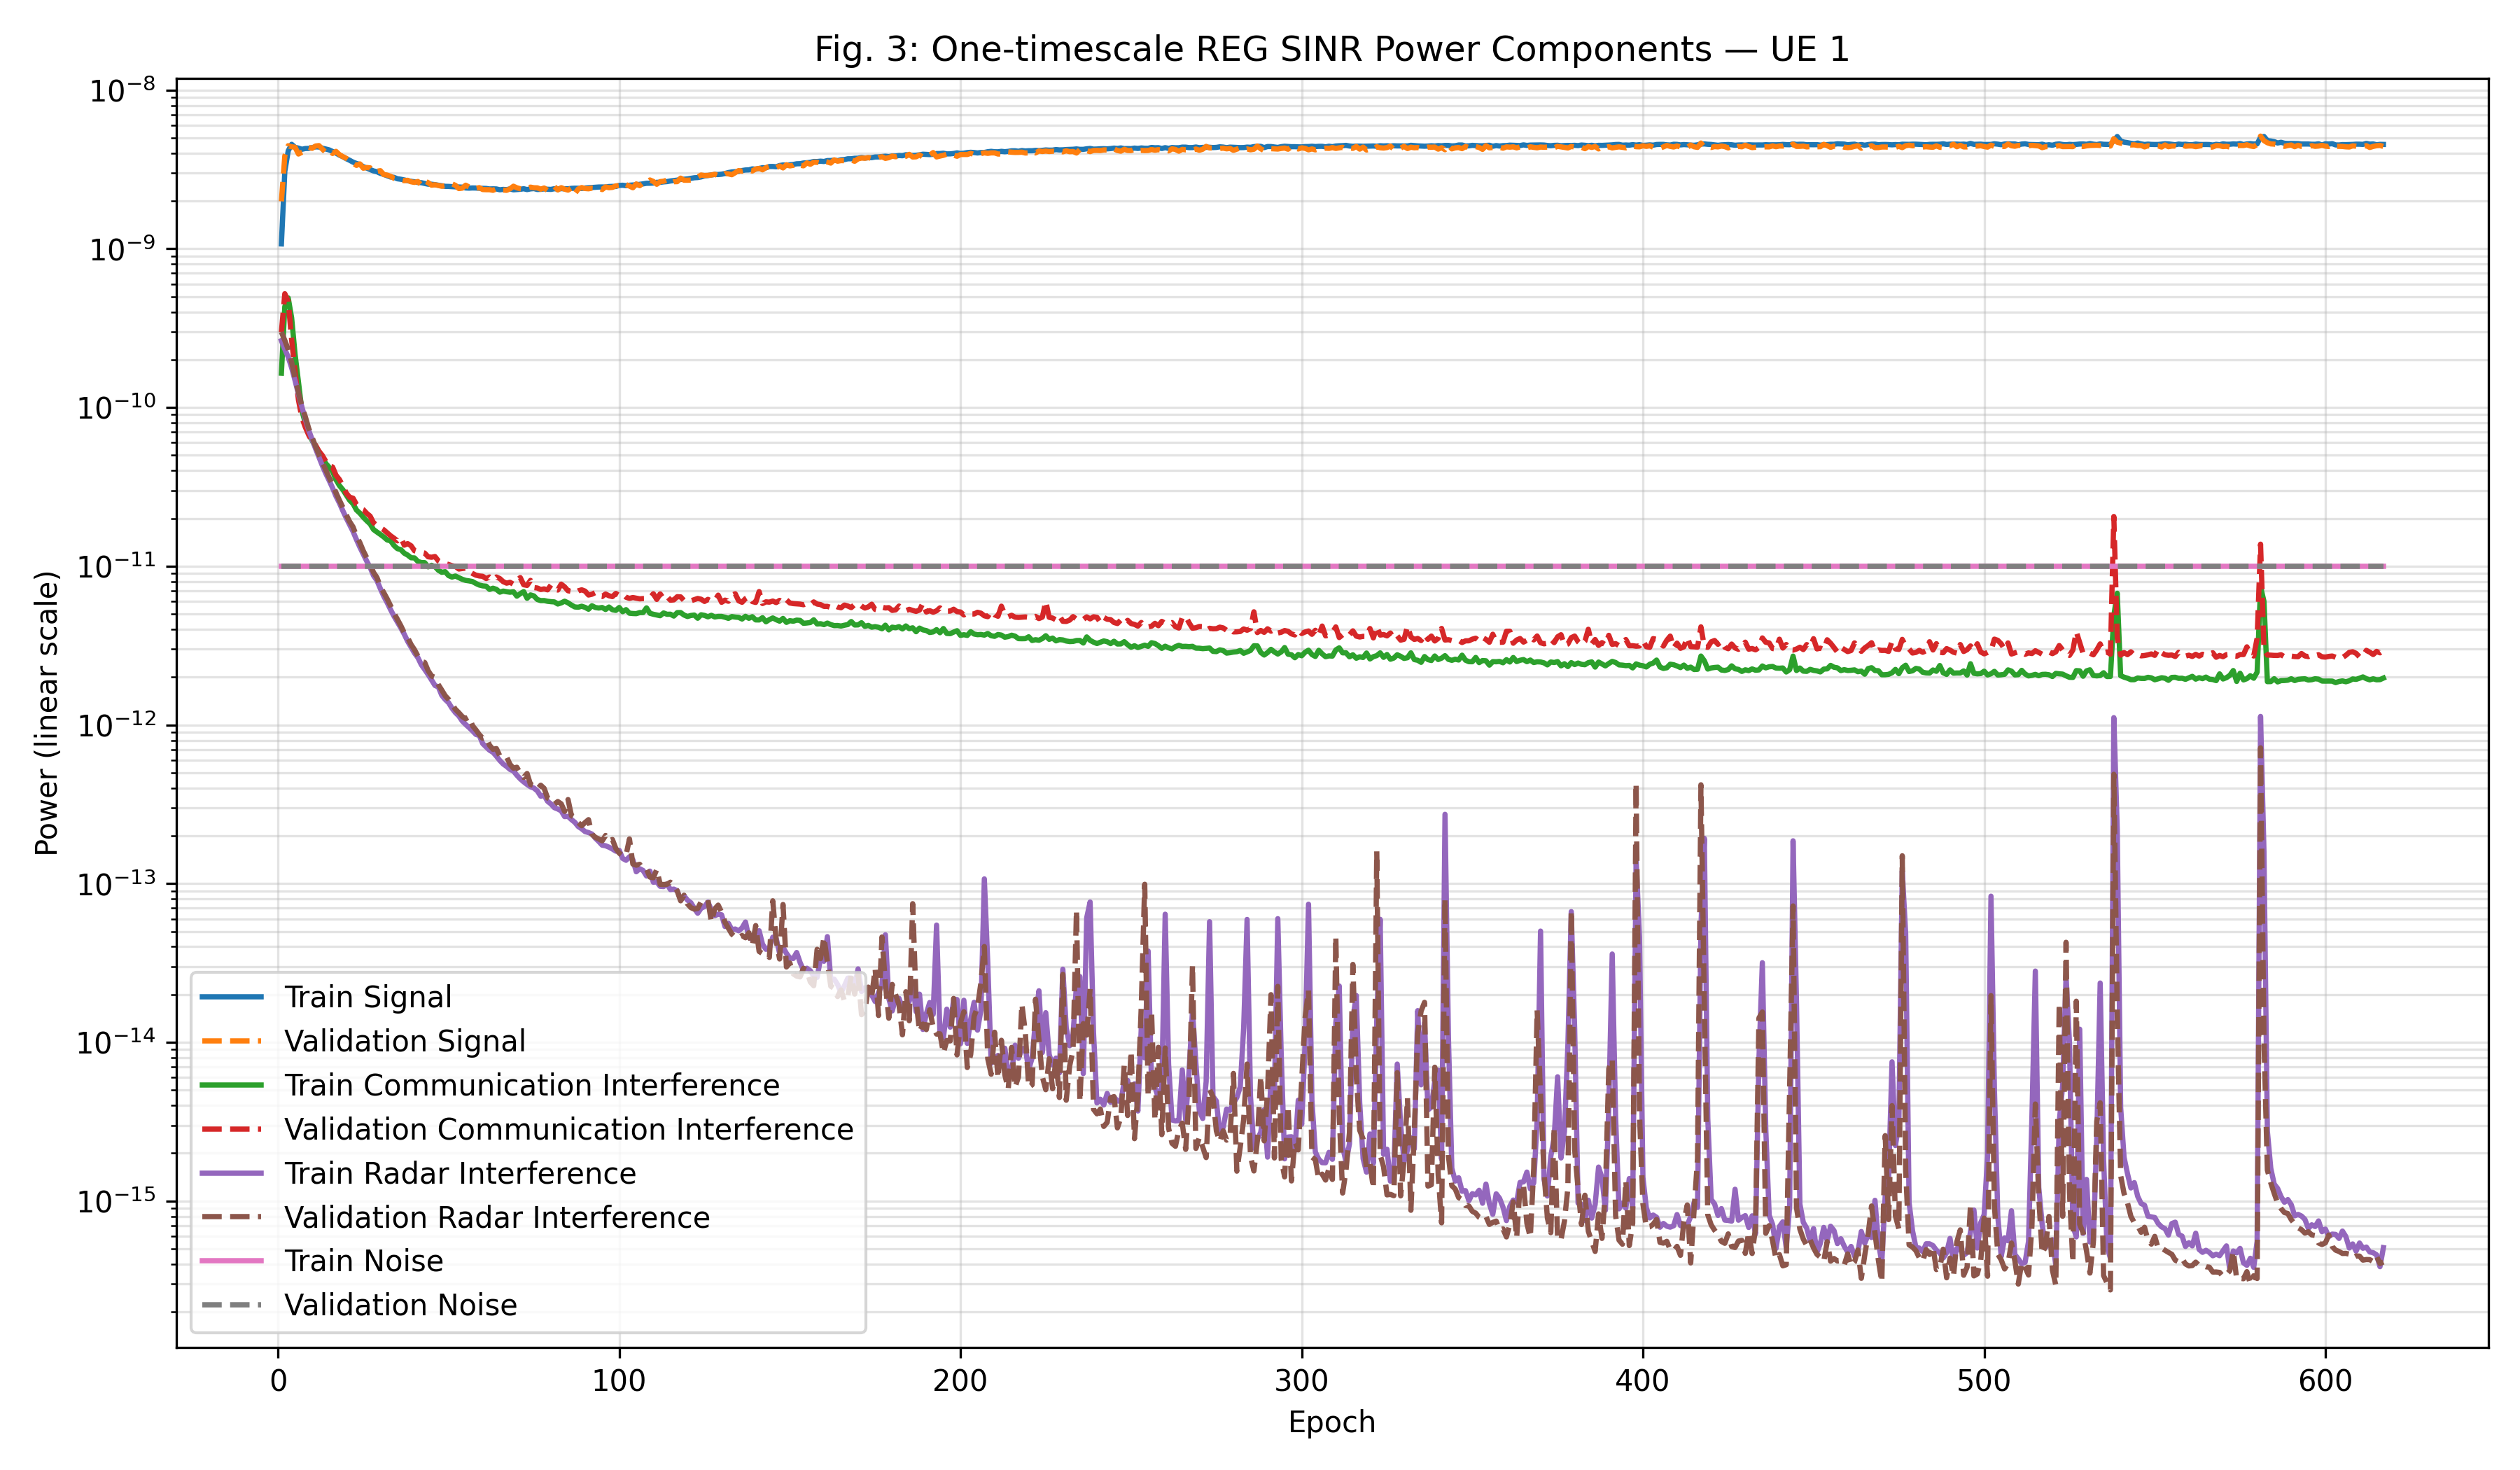 Fig. 3: One-timescale REG SINR Power Components — UE 1
Power (linear scale)
10⁻⁸
10⁻⁹
10⁻¹⁰
10⁻¹¹
10⁻¹²
10⁻¹³
10⁻¹⁴
10⁻¹⁵
Train Signal
Validation Signal
Train Communication Interference
Validation Communication Interference
Train Radar Interference
Validation Radar Interference
Train Noise
Validation Noise
0 100 200 300 400 500 600
Epoch